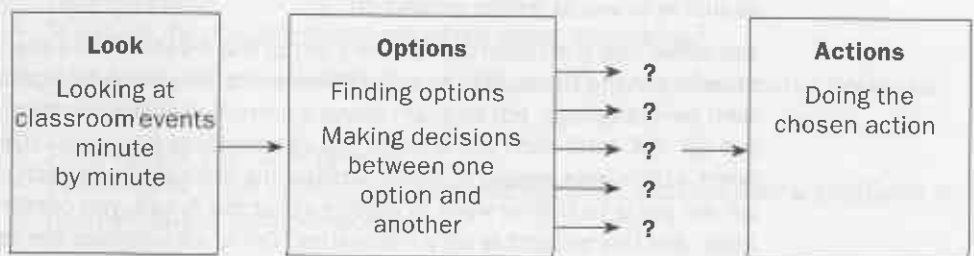 Look
Looking at
classroom events
minute
by minute
Options
Finding options
Making decisions
between one
option and
another
?
?
?
?
?
Actions
Doing the
chosen action